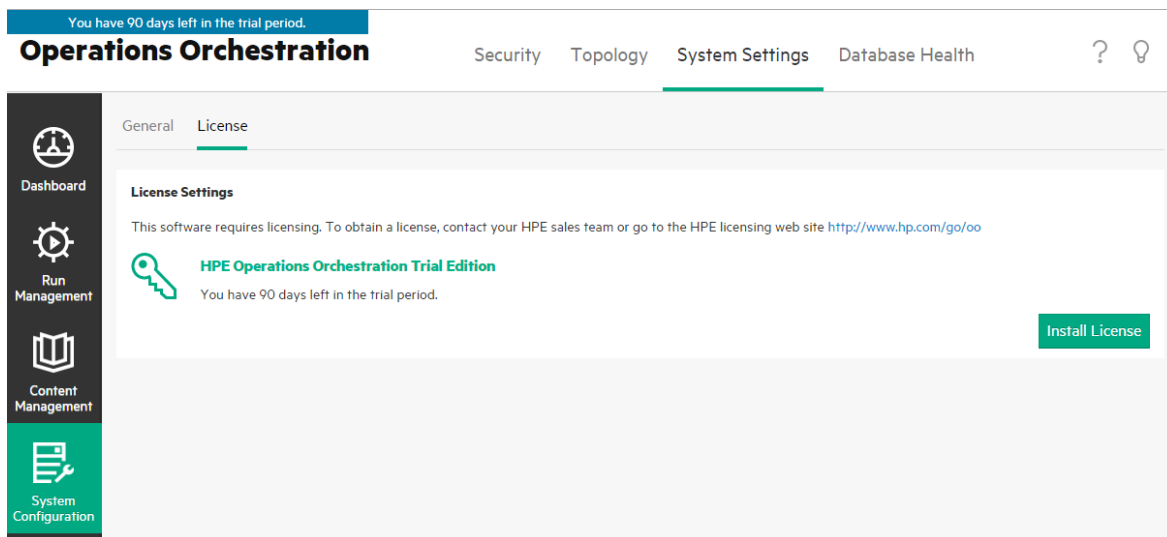 You have 90 days left in the trial period.
Operations Orchestration
Security
Topology
System Settings
Database Health
?
General
License
Dashboard
Run
Management
Content
Management
System
Configuration
License Settings
This software requires licensing. To obtain a license, contact your HPE sales team or go to the HPE licensing web site http://www.hp.com/go/oo
HPE Operations Orchestration Trial Edition
You have 90 days left in the trial period.
Install License